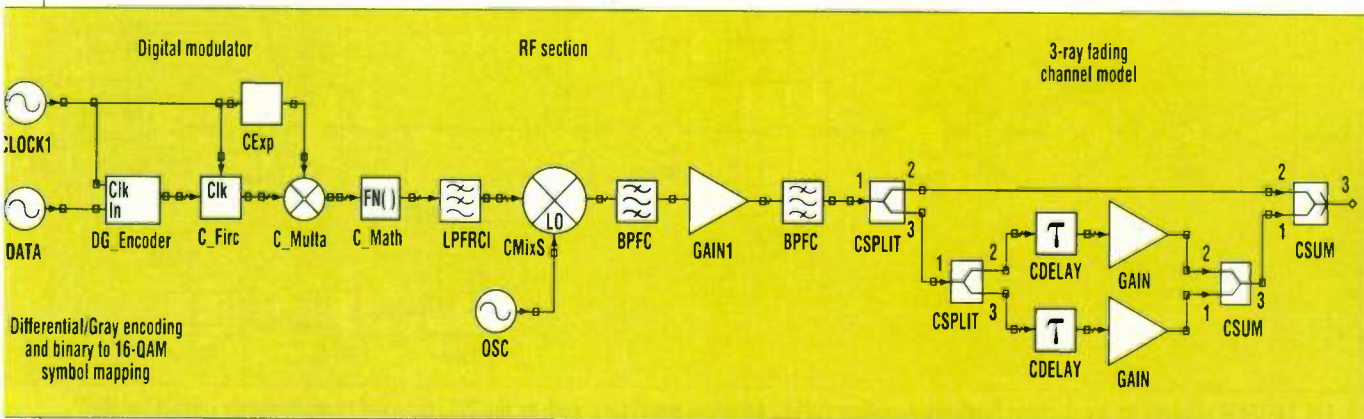 Digital modulator
RF section
3-ray fading
channel model
CLOCK1
CExp
DATA
Clk
In
DG_Encoder
Clk
C_Firc
C_Multa
FN( )
C_Math
LPFRCI
LO
CMixS
BPFC
GAIN1
BPFC
1
2
3
CSPLIT
2
1
3
CSUM
1
2
3
CSPLIT
τ
CDELAY
GAIN
2
1
3
CSUM
τ
CDELAY
GAIN
OSC
Differential/Gray encoding
and binary to 16-QAM
symbol mapping